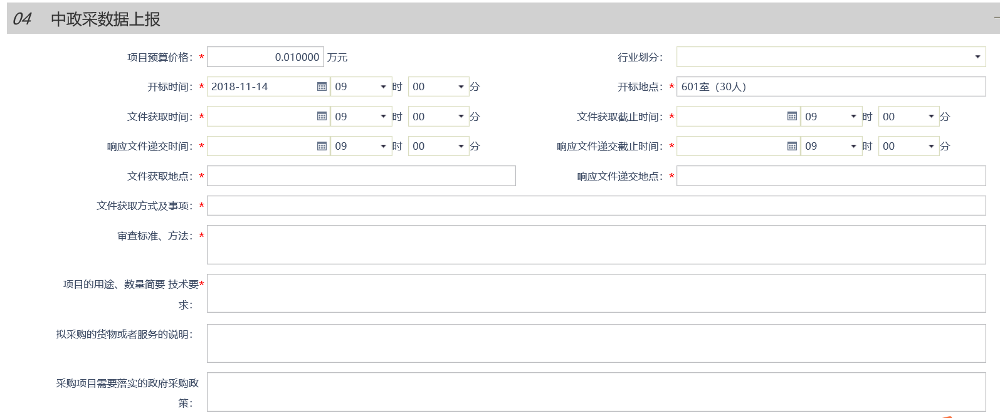 04 中政采数据上报
项目预算价格：* 0.010000 万元 行业划分：
开标时间：* 2018-11-14 09 时 00 分 开标地点：* 601室（30人）
文件获取时间：* 09 时 00 分 文件获取截止时间：* 09 时 00 分
响应文件递交时间：* 09 时 00 分 响应文件递交截止时间：* 09 时 00 分
文件获取地点：* 响应文件递交地点：*
文件获取方式及事项：*
审查标准、方法：*
项目的用途、数量简要 技术要*
求：
拟采购的货物或者服务的说明：
采购项目需要落实的政府采购政
策：